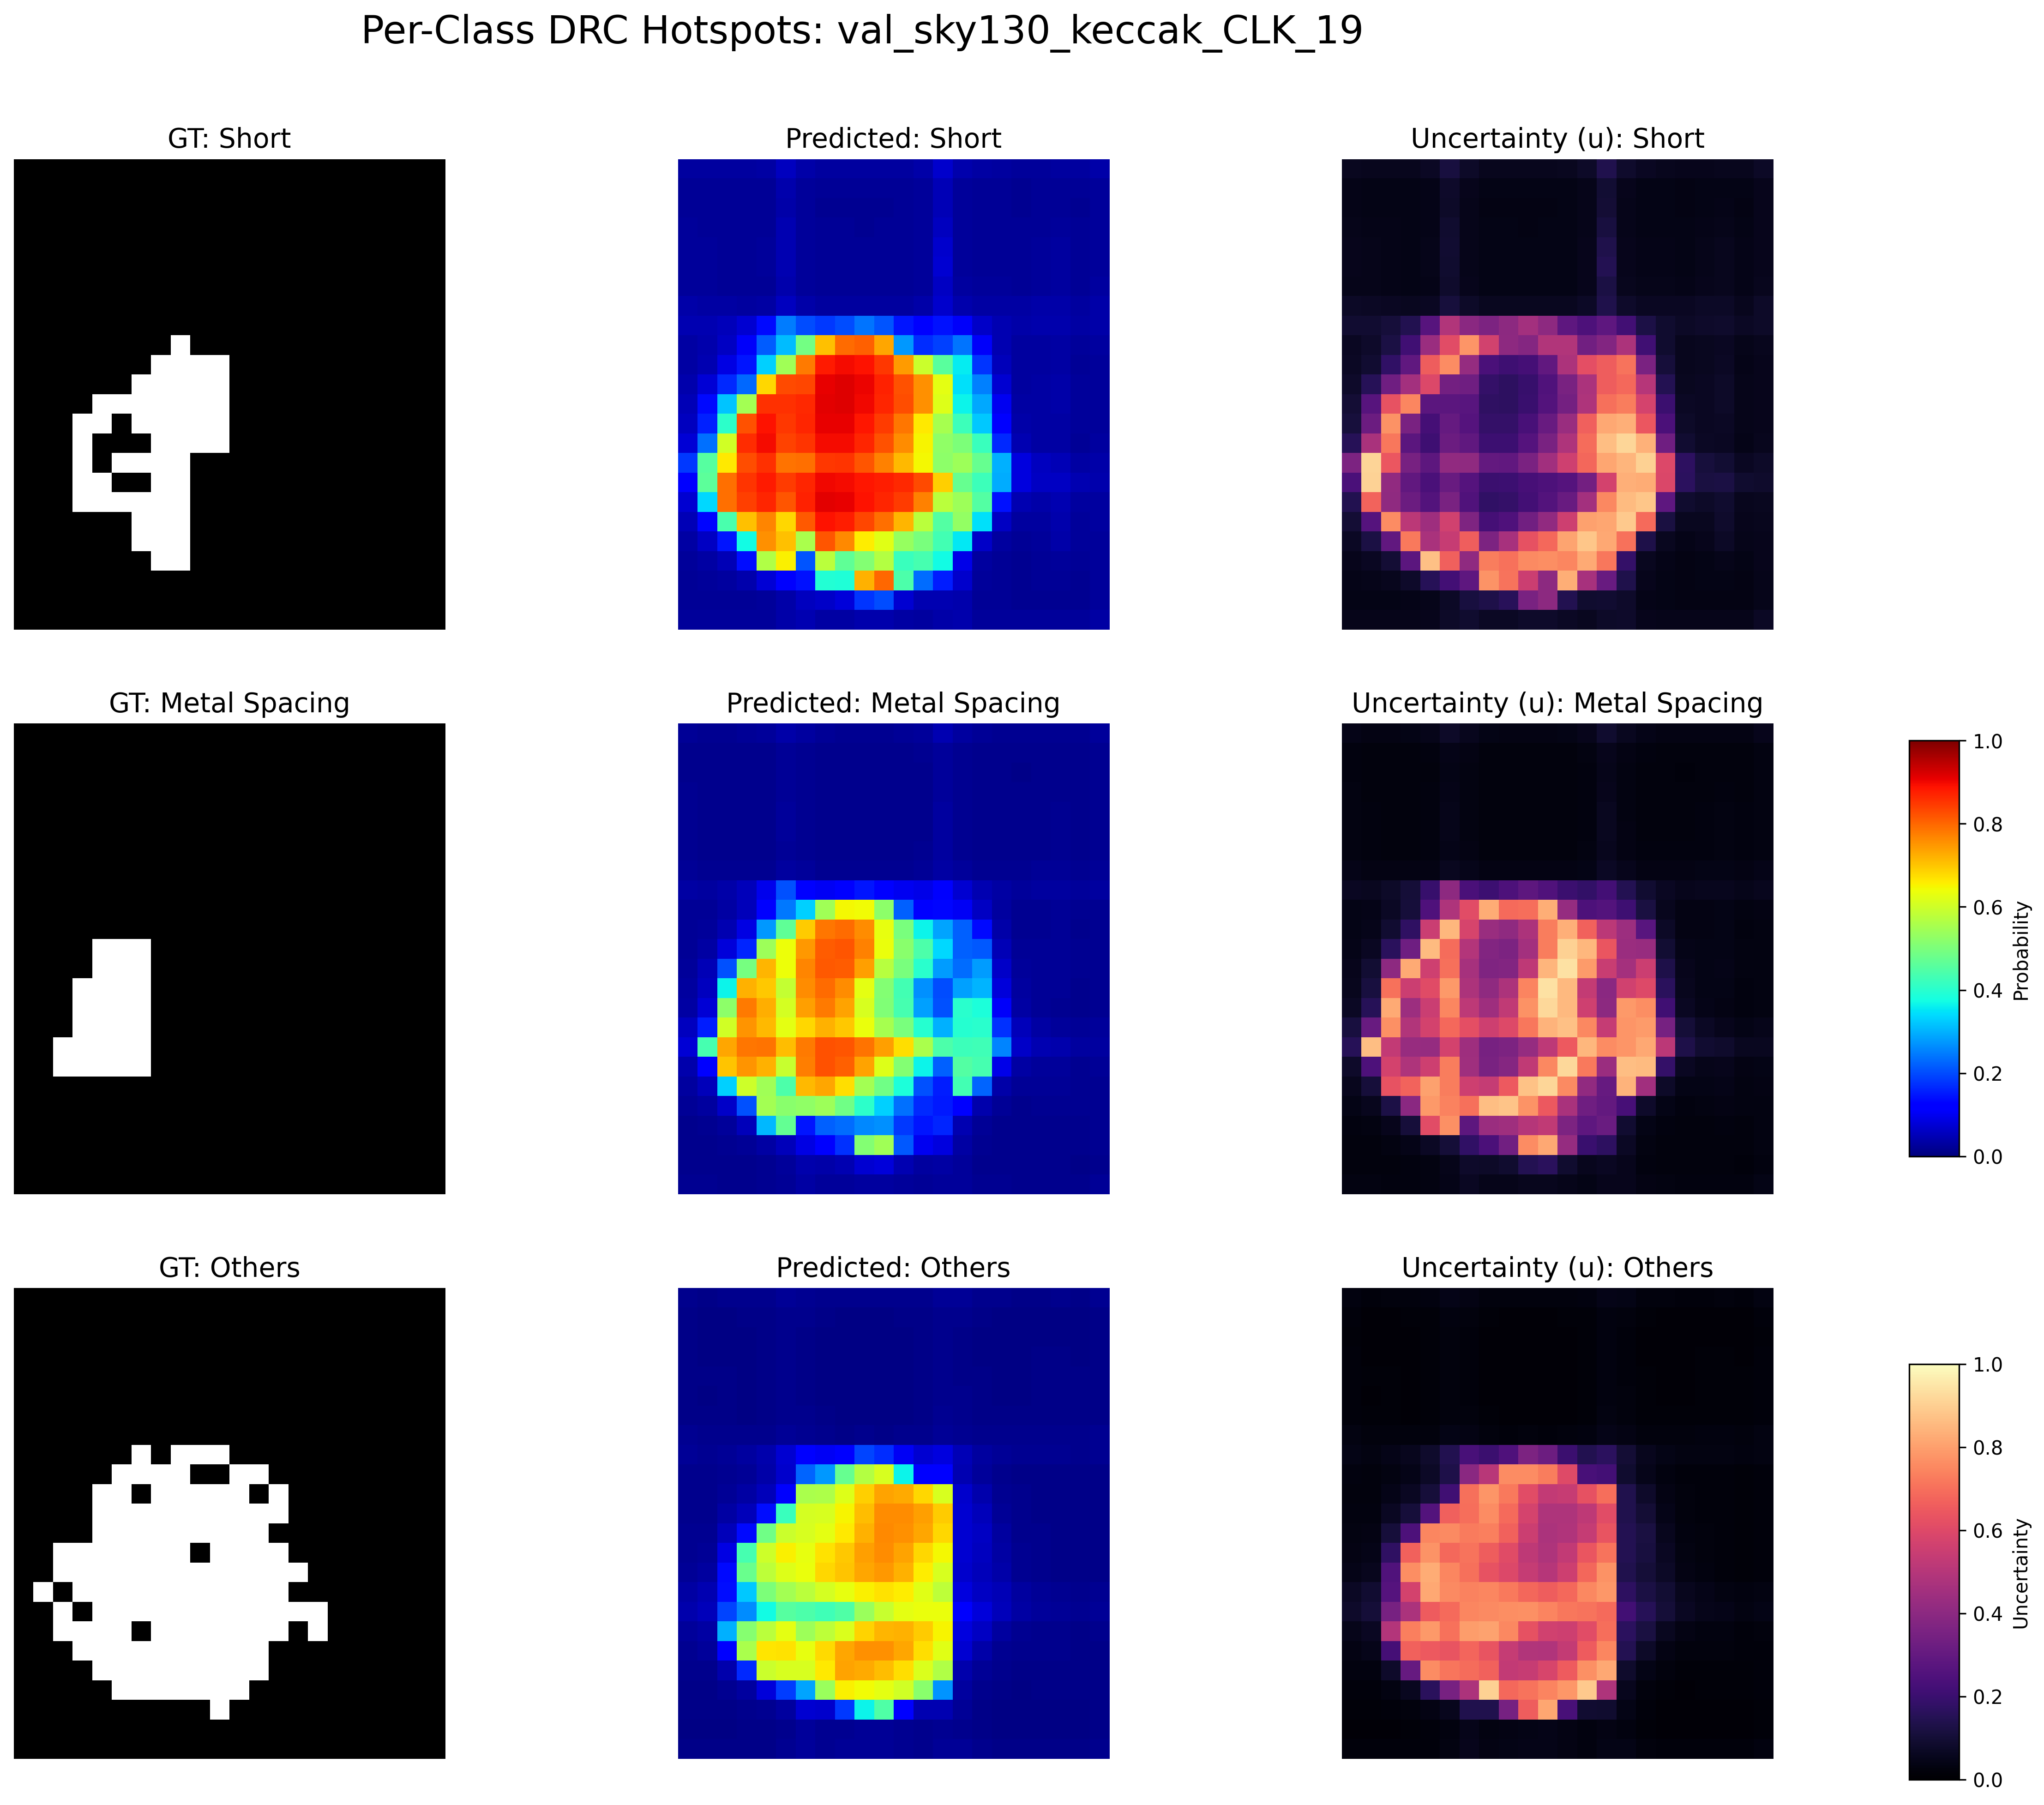 Per-Class DRC Hotspots: val_sky130_keccak_CLK_19
GT: Short
Predicted: Short
Uncertainty (u): Short
GT: Metal Spacing
Predicted: Metal Spacing
Uncertainty (u): Metal Spacing
1.0
0.8
0.6
0.4
0.2
0.0
Probability
GT: Others
Predicted: Others
Uncertainty (u): Others
1.0
0.8
0.6
0.4
0.2
0.0
Uncertainty